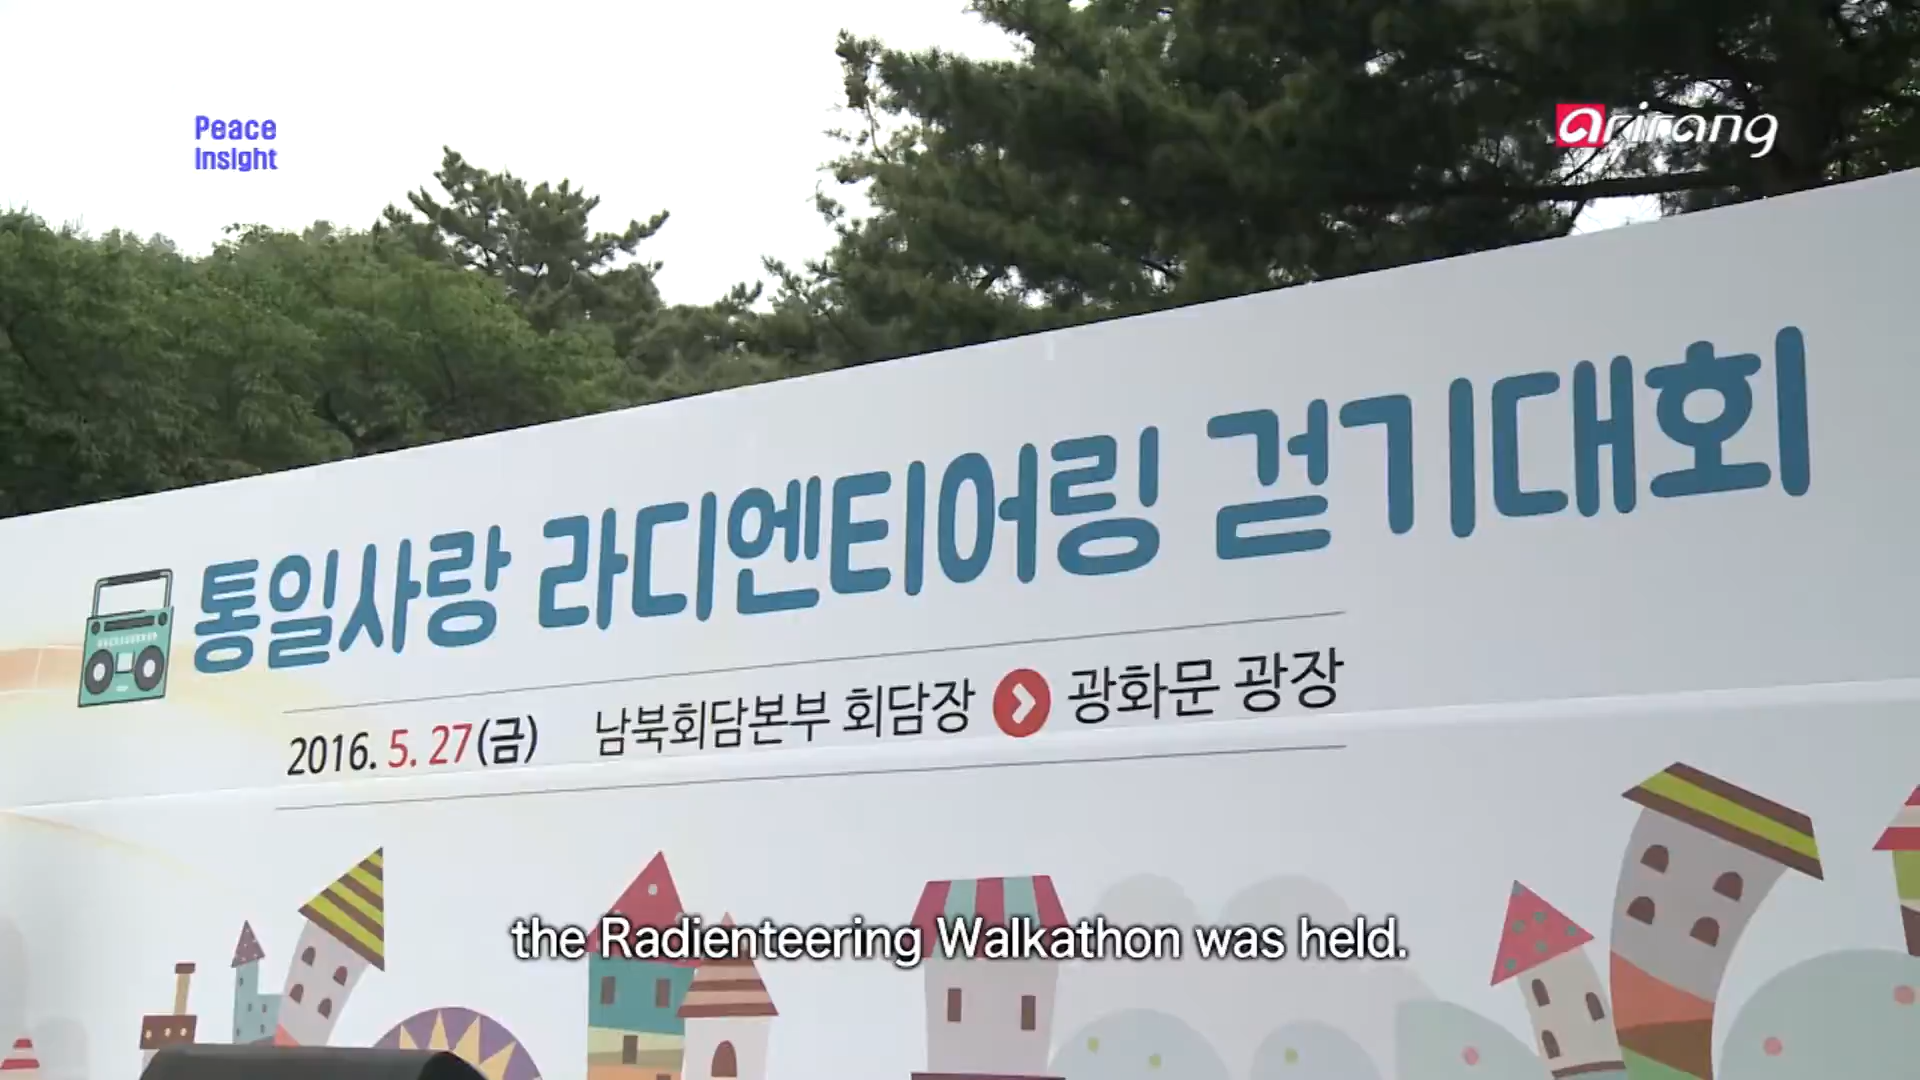 Peace
Insight
arirang
통일사랑 라디엔티어링 걷기대회
2016. 5. 27(금) 남북회담본부 회담장 > 광화문 광장
the Radienteering Walkathon was held.